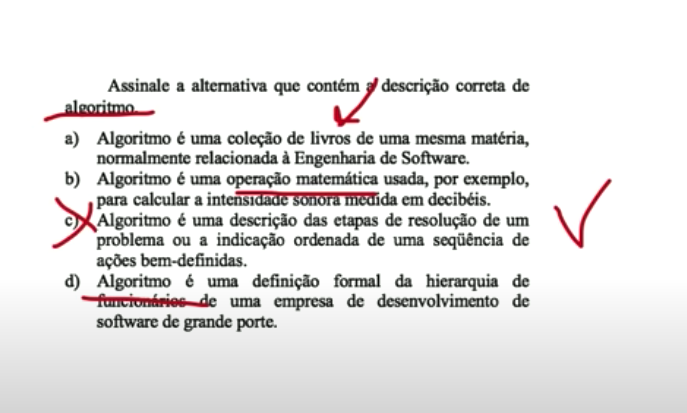 Assinale a alternativa que contém a descrição correta de
algoritmo.
a) Algoritmo é uma coleção de livros de uma mesma matéria,
normalmente relacionada à Engenharia de Software.
b) Algoritmo é uma operação matemática usada, por exemplo,
para calcular a intensidade sonora medida em decibéis.
c) Algoritmo é uma descrição das etapas de resolução de um
problema ou a indicação ordenada de uma seqüência de
ações bem-definidas.
d) Algoritmo é uma definição formal da hierarquia de
funcionários de uma empresa de desenvolvimento de
software de grande porte.